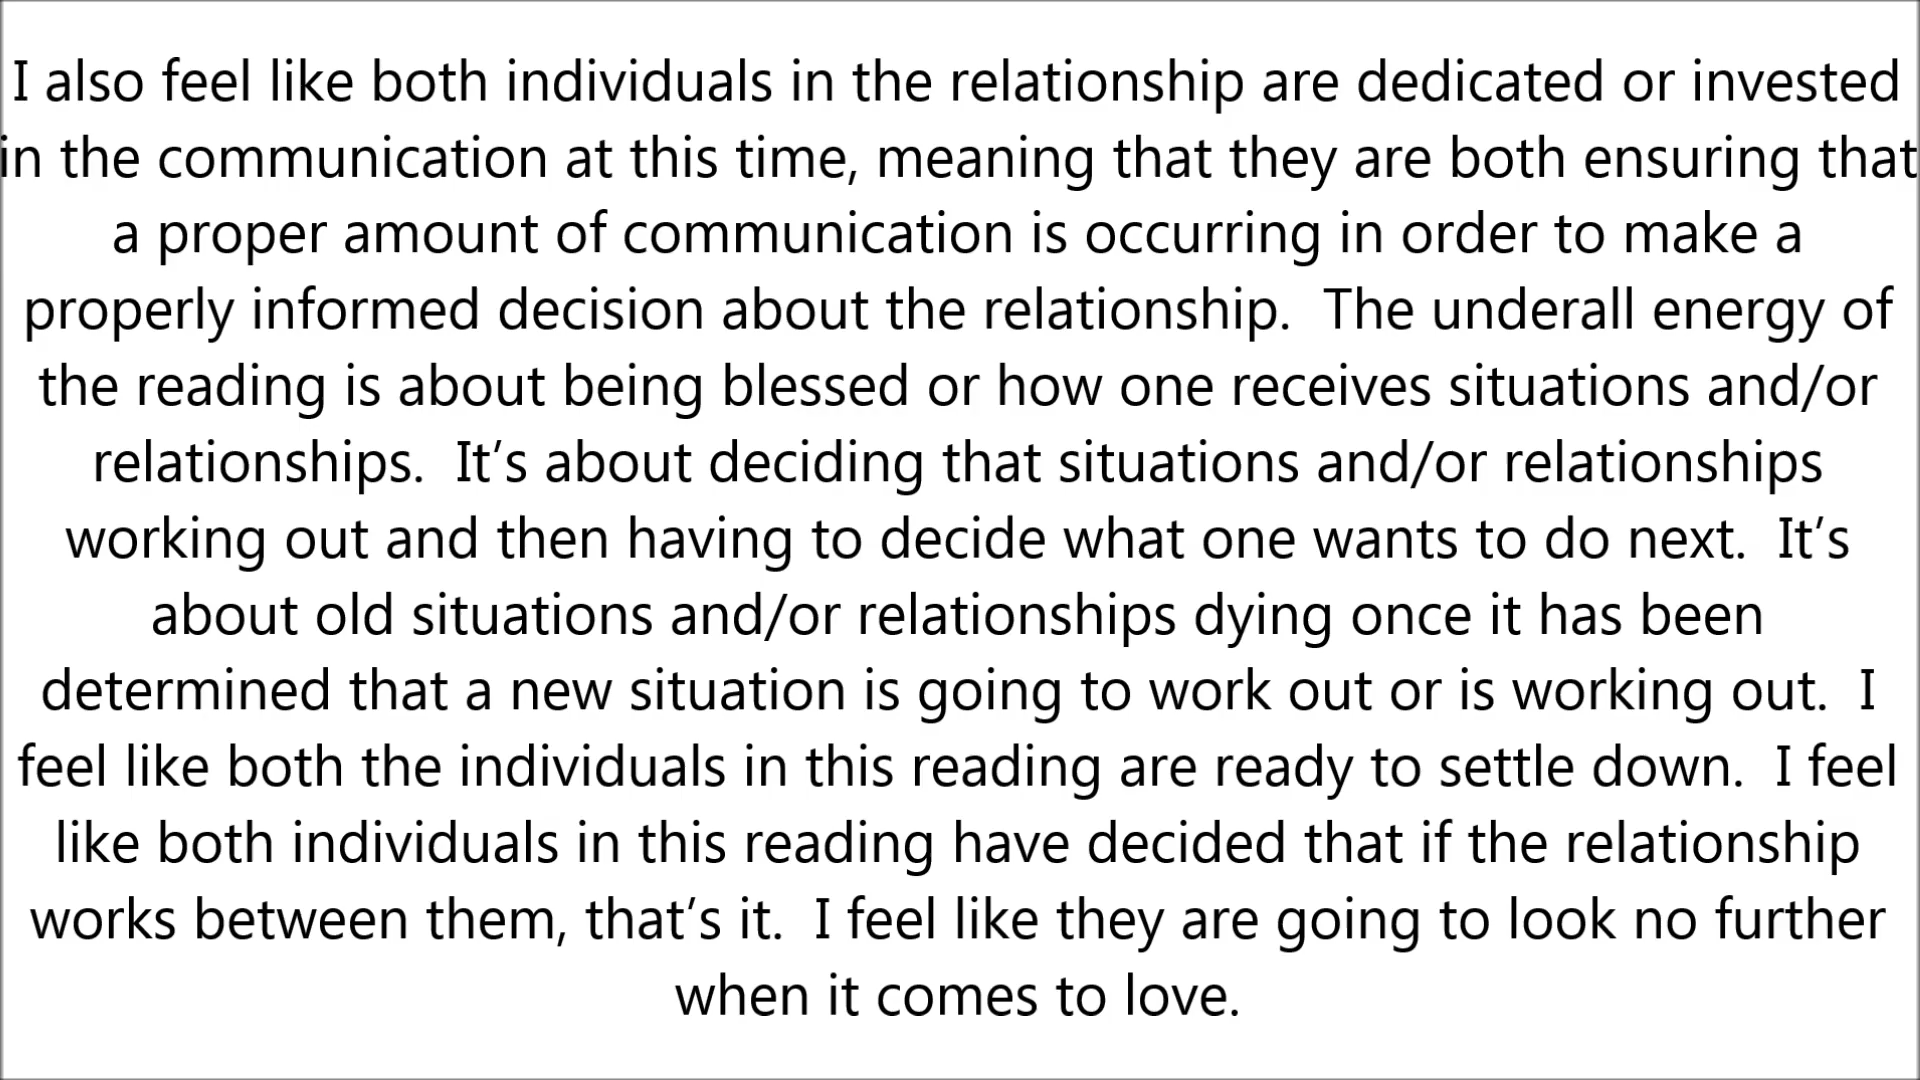 I also feel like both individuals in the relationship are dedicated or invested
in the communication at this time, meaning that they are both ensuring that
a proper amount of communication is occurring in order to make a
properly informed decision about the relationship.  The underall energy of
the reading is about being blessed or how one receives situations and/or
relationships.  It’s about deciding that situations and/or relationships
working out and then having to decide what one wants to do next.  It’s
about old situations and/or relationships dying once it has been
determined that a new situation is going to work out or is working out.  I
feel like both the individuals in this reading are ready to settle down.  I feel
like both individuals in this reading have decided that if the relationship
works between them, that’s it.  I feel like they are going to look no further
when it comes to love.